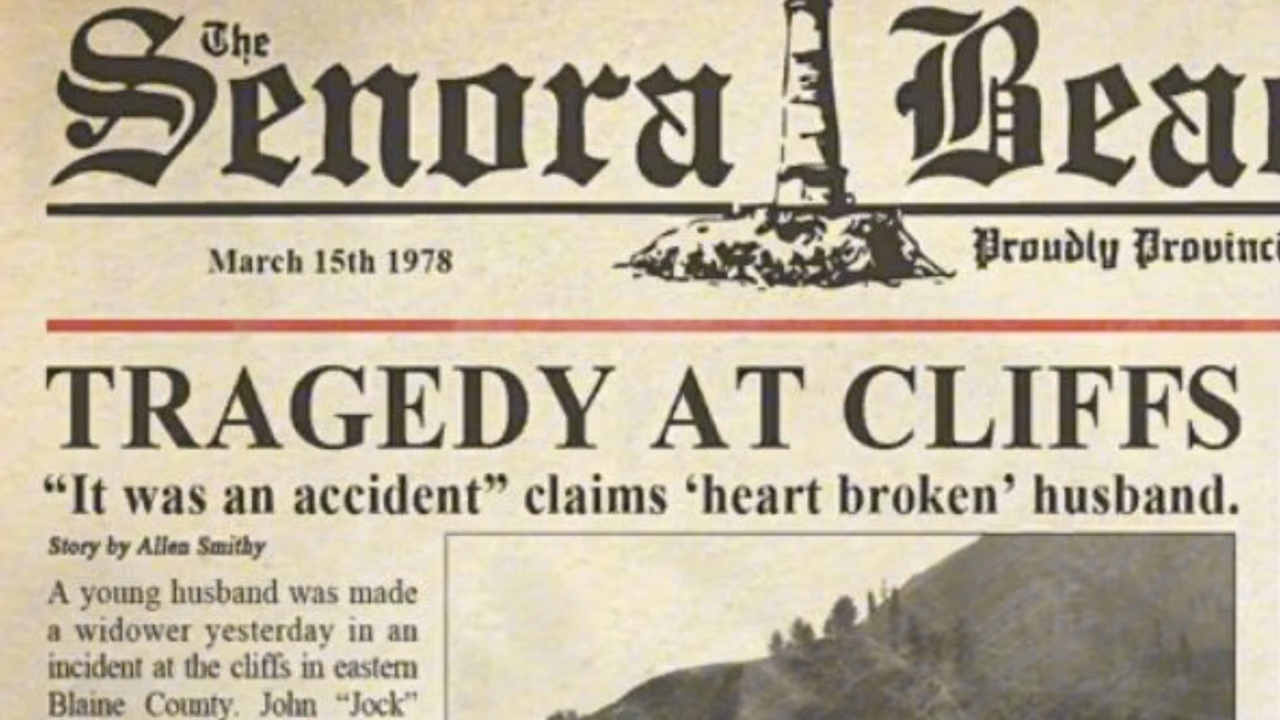 The
Senora Bea
March 15th 1978
Proudly Provinci
TRAGEDY AT CLIFFS
“It was an accident” claims ‘heart broken’ husband.
Story by Allen Smithy
A young husband was made
a widower yesterday in an
incident at the cliffs in eastern
Blaine County. John “Jock”